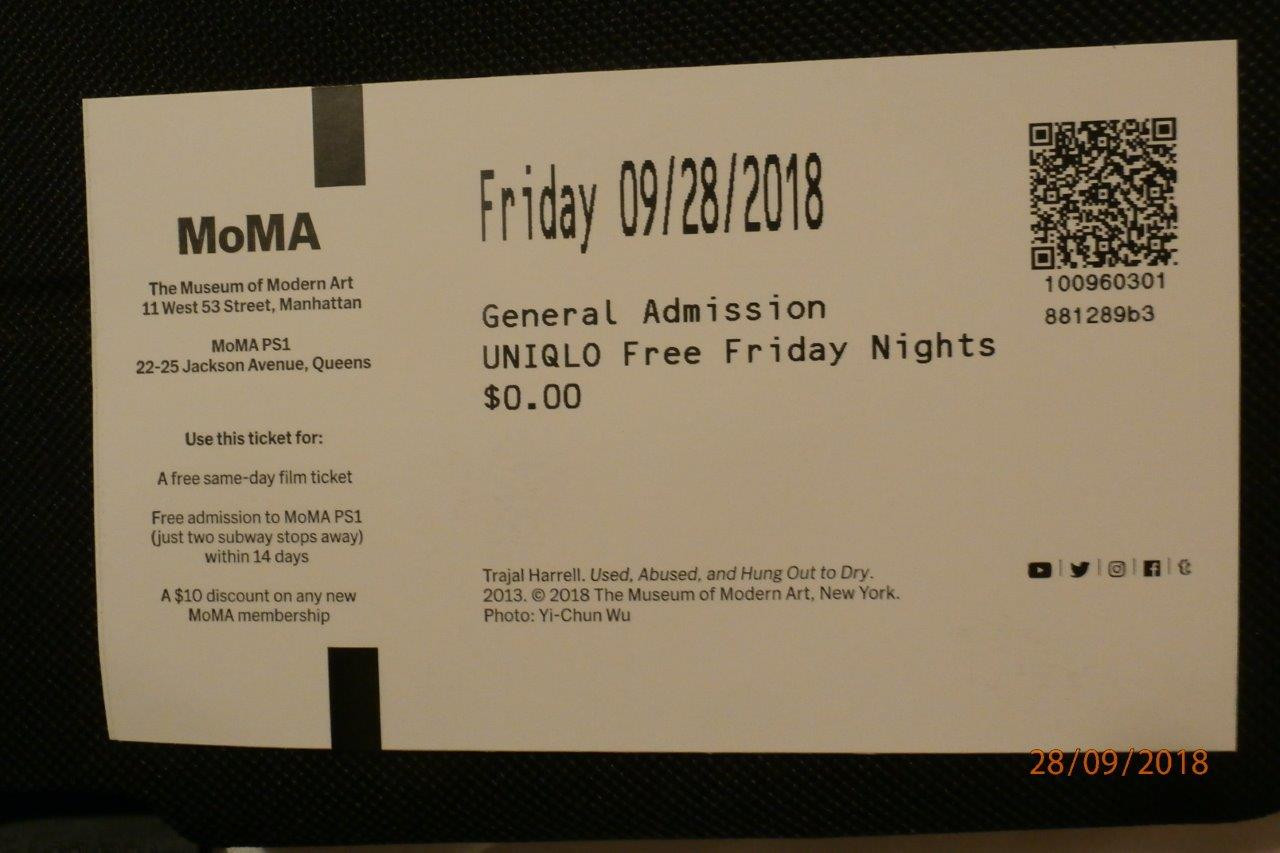 MoMA
The Museum of Modern Art
11 West 53 Street, Manhattan
MoMA PS1
22-25 Jackson Avenue, Queens
Use this ticket for:
A free same-day film ticket
Free admission to MoMA PS1
(just two subway stops away)
within 14 days
A $10 discount on any new
MoMA membership
Friday 09/28/2018
General Admission
UNIQLO Free Friday Nights
$0.00
Trajal Harrell. Used, Abused, and Hung Out to Dry.
2013. © 2018 The Museum of Modern Art, New York.
Photo: Yi-Chun Wu
100960301
881289b3
28/09/2018